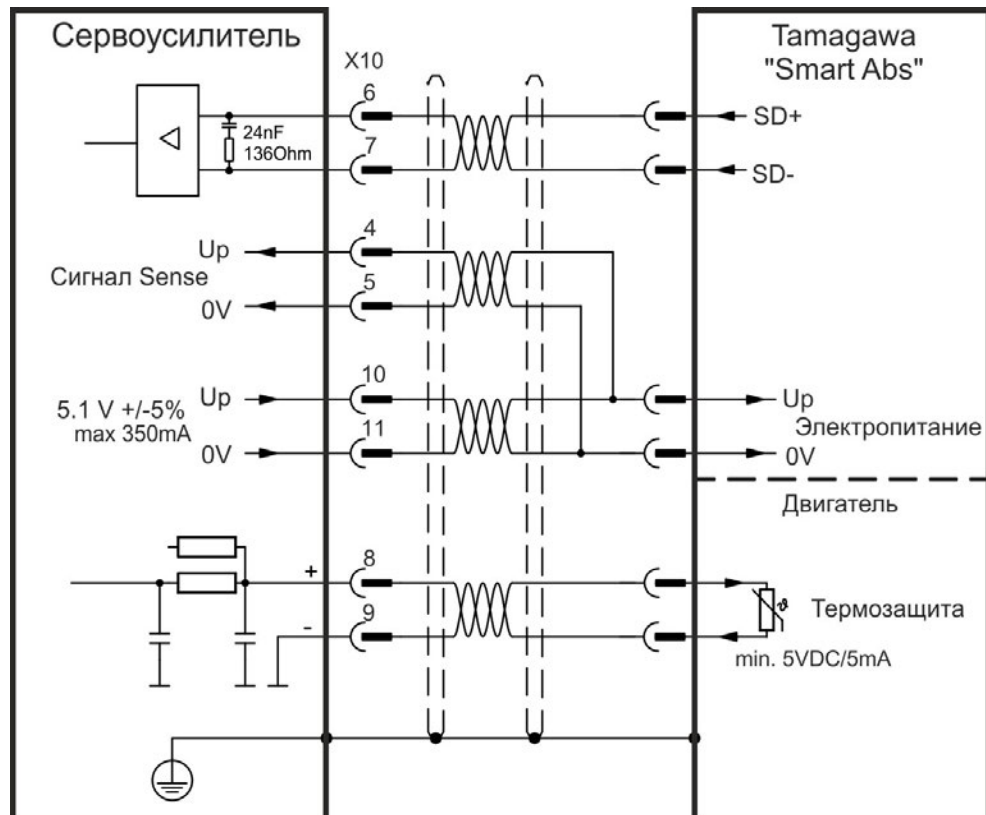 Сервоусилитель
X10
Tamagawa
"Smart Abs"
6
SD+
24nF
136Ohm
7
SD-
4
Up
Сигнал Sense
5
0V
10
5.1 V +/-5%
max 350mA
Up
Up
Электропитание
11
0V
0V
Двигатель
8
+
Термозащита
9
-
min. 5VDC/5mA